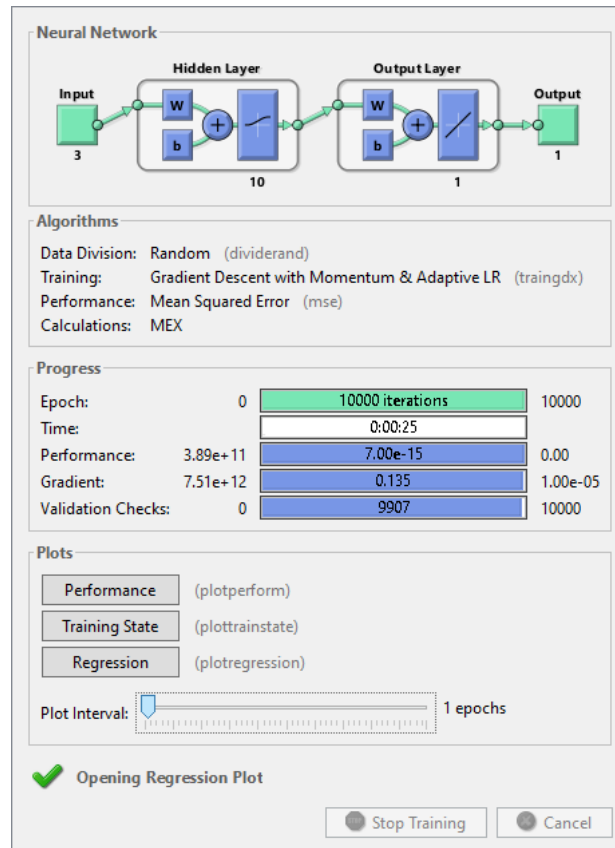 Neural Network
Hidden Layer Output Layer
Input Output
W W
+ +
b b
3 10 1 1
Algorithms
Data Division: Random (dividerand)
Training: Gradient Descent with Momentum & Adaptive LR (traingdx)
Performance: Mean Squared Error (mse)
Calculations: MEX
Progress
Epoch: 0 10000 iterations 10000
Time: 0:00:25
Performance: 3.89e+11 7.00e-15 0.00
Gradient: 7.51e+12 0.135 1.00e-05
Validation Checks: 0 9907 10000
Plots
Performance (plotperform)
Training State (plottrainstate)
Regression (plotregression)
Plot Interval: 1 epochs
Opening Regression Plot
Stop Training Cancel